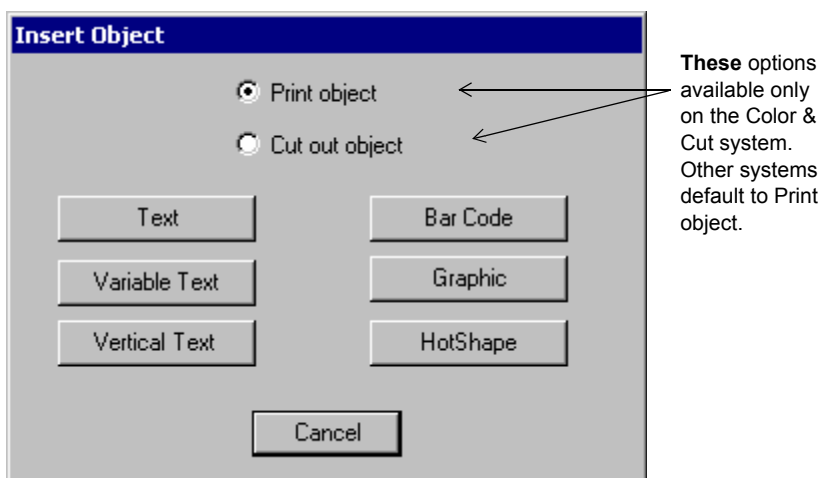 Insert Object
Print object
Cut out object
Text
Bar Code
Variable Text
Graphic
Vertical Text
HotShape
Cancel
These options
available only
on the Color &
Cut system.
Other systems
default to Print
object.